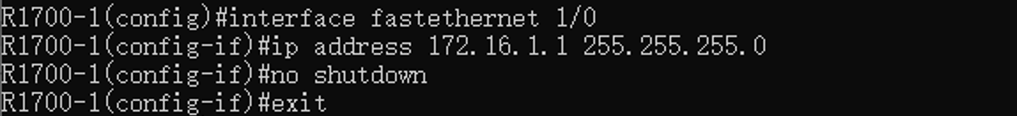 R1700-1(config)#interface fastethernet 1/0
R1700-1(config-if)#ip address 172.16.1.1 255.255.255.0
R1700-1(config-if)#no shutdown
R1700-1(config-if)#exit